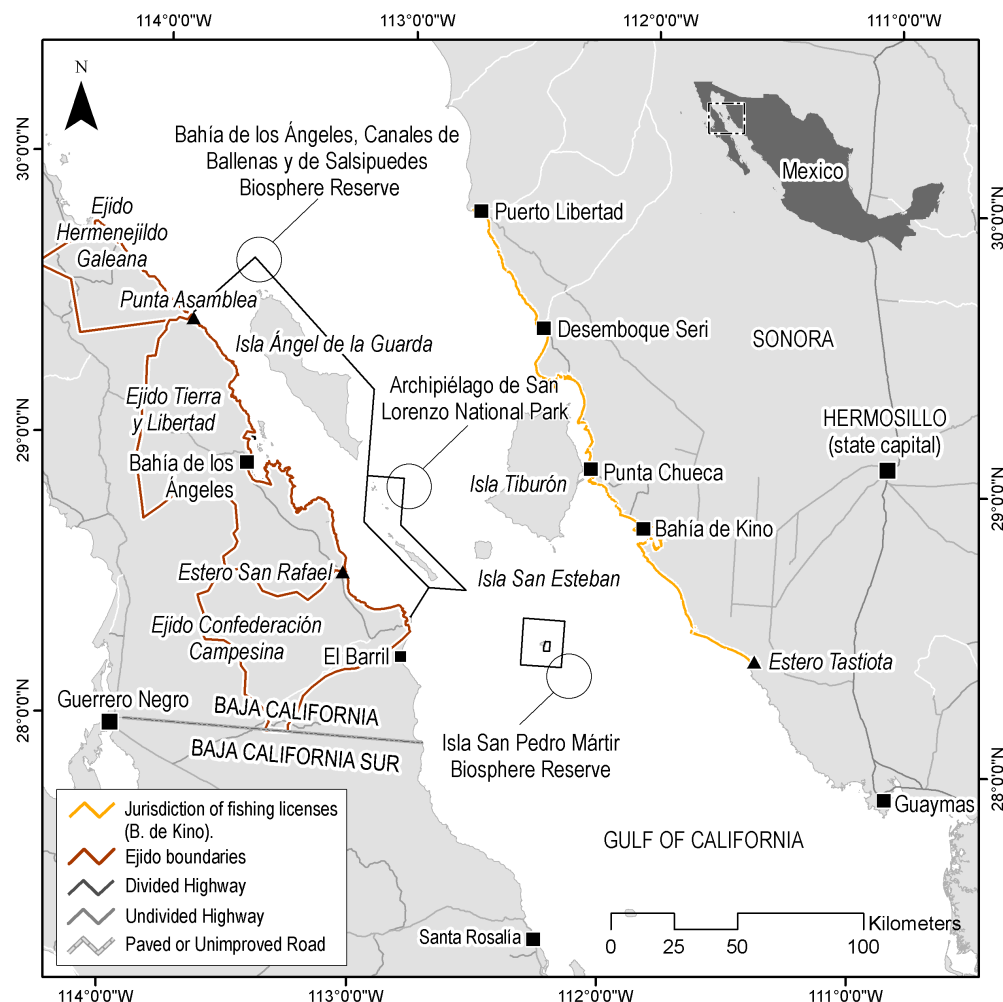 114°0'0"W
113°0'0"W
112°0'0"W
111°0'0"W
N
Bahía de los Ángeles, Canales de
Ballenas y de Salsipuedes
Biosphere Reserve
30°0'0"N
30°0'0"N
Mexico
Ejido
Hermenejildo
Galeana
Puerto Libertad
Punta Asamblea
Desemboque Seri
SONORA
Isla Ángel de la Guarda
Archipiélago de San
Lorenzo National Park
Ejido Tierra
y Libertad
HERMOSILLO
(state capital)
29°0'0"N
29°0'0"N
Bahía de los
Ángeles
Isla Tiburón
Punta Chueca
Bahía de Kino
Estero San Rafael
Isla San Esteban
Ejido Confederación
Campesina
El Barril
Estero Tastiota
28°0'0"N
28°0'0"N
Guerrero Negro
BAJA CALIFORNIA
BAJA CALIFORNIA SUR
Isla San Pedro Mártir
Biosphere Reserve
Guaymas
GULF OF CALIFORNIA
Jurisdiction of fishing licenses
(B. de Kino).
Ejido boundaries
Divided Highway
Undivided Highway
Paved or Unimproved Road
Santa Rosalía
Kilometers
0 25 50 100
114°0'0"W
113°0'0"W
112°0'0"W
111°0'0"W